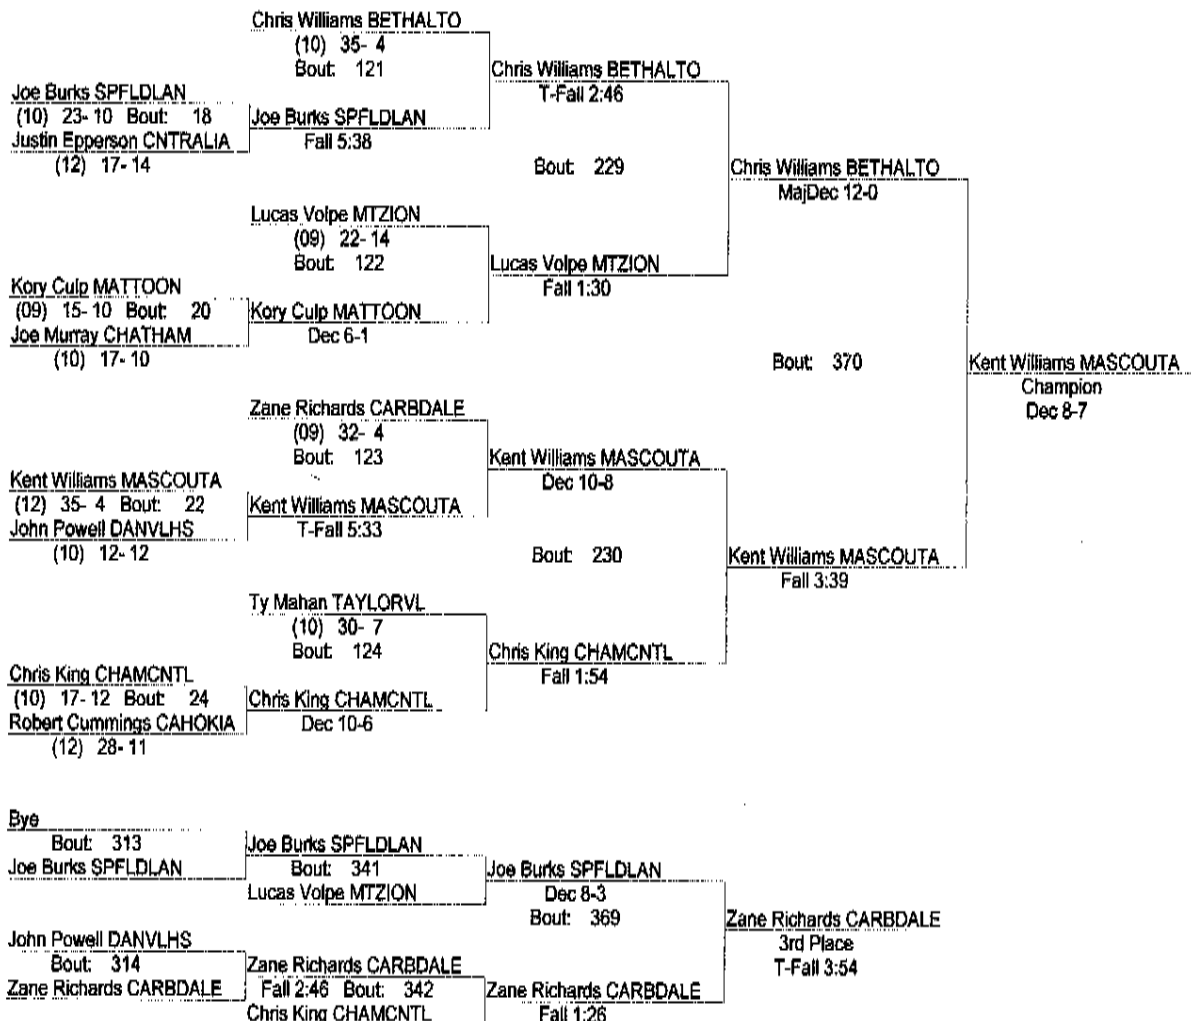 Chris Williams BETHALTO
(10) 35- 4
Bout: 121
Chris Williams BETHALTO
T-Fall 2:46
Joe Burks SPFLDLAN
(10) 23- 10 Bout: 18
Joe Burks SPFLDLAN
Fall 5:38
Justin Epperson CNTRALIA
(12) 17- 14
Bout: 229
Chris Williams BETHALTO
MajDec 12-0
Lucas Volpe MTZION
(09) 22- 14
Bout: 122
Lucas Volpe MTZION
Fall 1:30
Kory Culp MATTOON
(09) 15- 10 Bout: 20
Kory Culp MATTOON
Dec 6-1
Joe Murray CHATHAM
(10) 17- 10
Bout: 370
Kent Williams MASCOUTA
Champion
Dec 8-7
Zane Richards CARBDALE
(09) 32- 4
Bout: 123
Kent Williams MASCOUTA
Dec 10-8
Kent Williams MASCOUTA
(12) 35- 4 Bout: 22
Kent Williams MASCOUTA
T-Fall 5:33
John Powell DANVLHS
(10) 12- 12
Bout: 230
Kent Williams MASCOUTA
Fall 3:39
Ty Mahan TAYLORVL
(10) 30- 7
Bout: 124
Chris King CHAMCNTL
Fall 1:54
Chris King CHAMCNTL
(10) 17- 12 Bout: 24
Chris King CHAMCNTL
Dec 10-6
Robert Cummings CAHOKIA
(12) 28- 11
Bye
Bout: 313
Joe Burks SPFLDLAN
Joe Burks SPFLDLAN
Bout: 341
Lucas Volpe MTZION
Joe Burks SPFLDLAN
Dec 8-3
Bout: 369
Zane Richards CARBDALE
3rd Place
T-Fall 3:54
John Powell DANVLHS
Bout: 314
Zane Richards CARBDALE
Zane Richards CARBDALE
Fall 2:46 Bout: 342
Chris King CHAMCNTL
Zane Richards CARBDALE
Fall 1:26